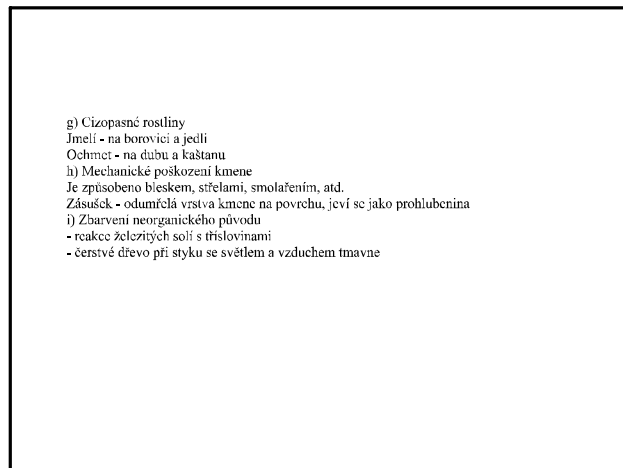 g) Cizopasné rostliny
Jmelí - na borovici a jedli
Ochmet - na dubu a kaštanu
h) Mechanické poškození kmene
Je způsobeno bleskem, střelami, smolařením, atd.
Zásušek - odumřelá vrstva kmene na povrchu, jeví se jako prohlubenina
i) Zbarvení neorganického původu
- reakce železitých solí s tříslovinami
- čerstvé dřevo při styku se světlem a vzduchem tmavne